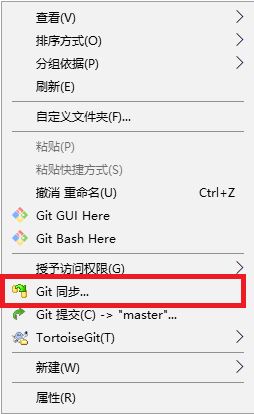 查看(V)
排序方式(O)
分组依据(P)
刷新(E)
自定义文件夹(F)...
粘贴(P)
粘贴快捷方式(S)
撤消 重命名(U) Ctrl+Z
Git GUI Here
Git Bash Here
授予访问权限(G)
Git 同步...
Git 提交(C) -> "master"...
TortoiseGit(T)
新建(W)
属性(R)